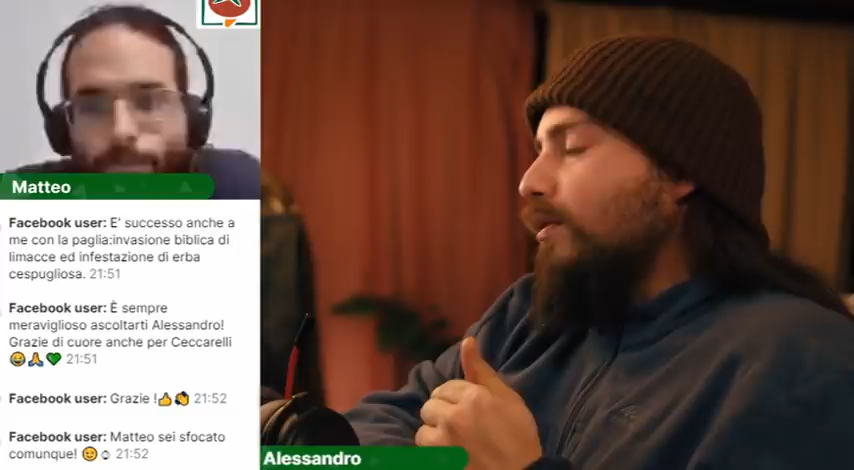 Matteo
Facebook user: E' successo anche a
me con la paglia:invasione biblica di
limacce ed infestazione di erba
cespugliosa. 21:51
Facebook user: È sempre
meraviglioso ascoltarti Alessandro!
Grazie di cuore anche per Ceccarelli
😂🙏💚 21:51
Facebook user: Grazie !👍👏 21:52
Facebook user: Matteo sei sfocato
comunque! 🙂☺ 21:52
Alessandro